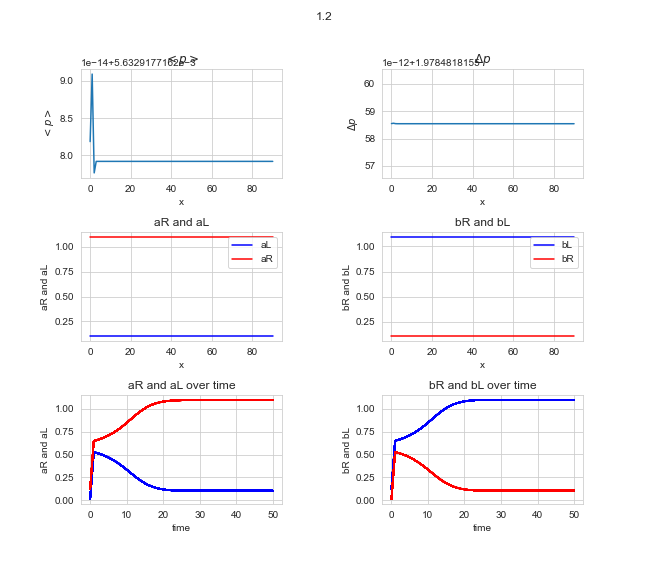 1.2
<p>
1e−14+5.6329177162e−3
9.0
8.5
8.0
<p>
0 20 40 60 80
x
Δp
60
59
58
57
Δp
0 20 40 60 80
x
aR and aL
1.00
0.75
0.50
0.25
aR and aL
aL
aR
0 20 40 60 80
x
bR and bL
1.00
0.75
0.50
0.25
bR and bL
bL
bR
0 20 40 60 80
x
aR and aL over time
1.00
0.75
0.50
0.25
0.00
aR and aL
0 10 20 30 40 50
time
bR and bL over time
1.00
0.75
0.50
0.25
0.00
bR and bL
0 10 20 30 40 50
time